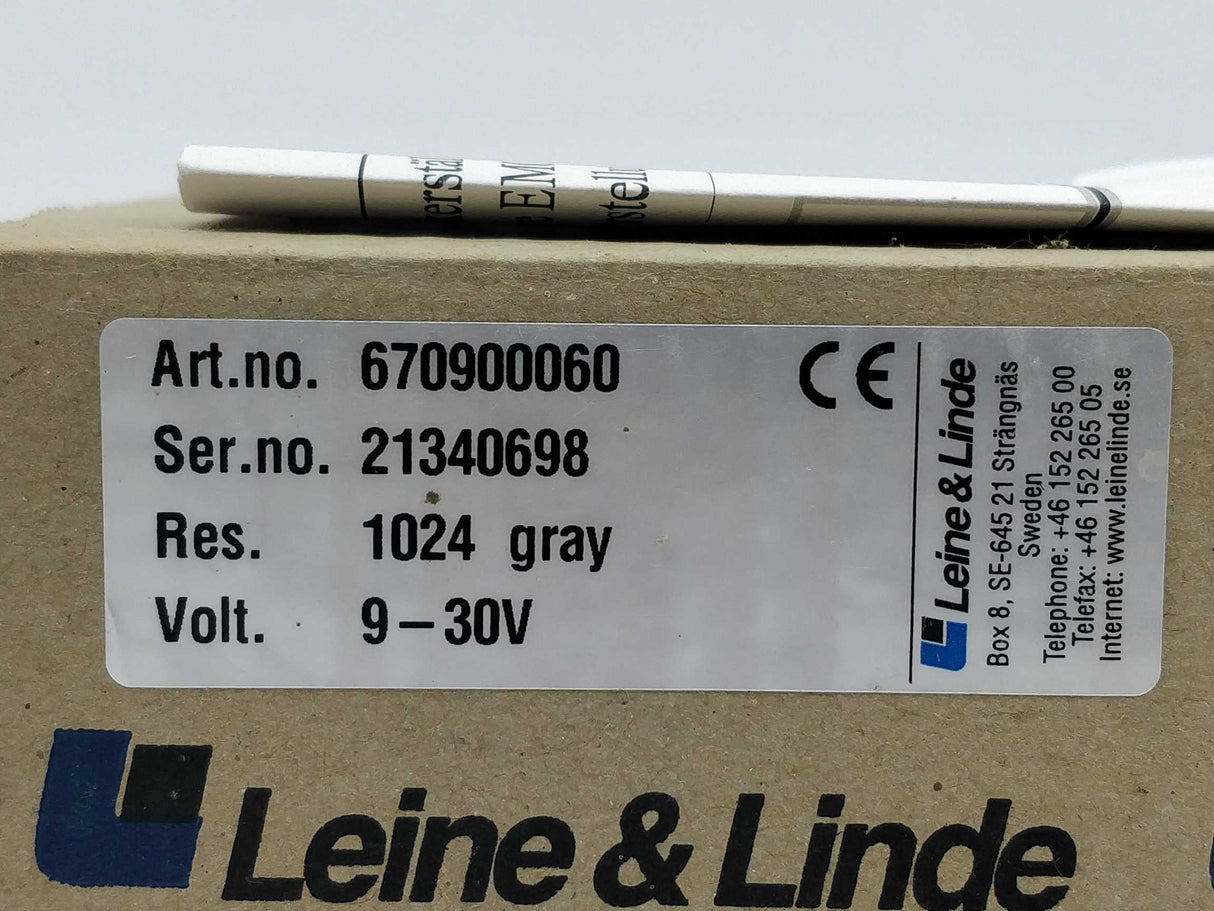 Art.no. 670900060
Ser.no. 21340698
Res. 1024 gray
Volt. 9-30V
CE
Leine & Linde
Box 8, SE-645 21 Strängnäs
Sweden
Telephone: +46 152 265 00
Telefax: +46 152 265 05
Internet: www.leinelinde.se
Leine & Linde